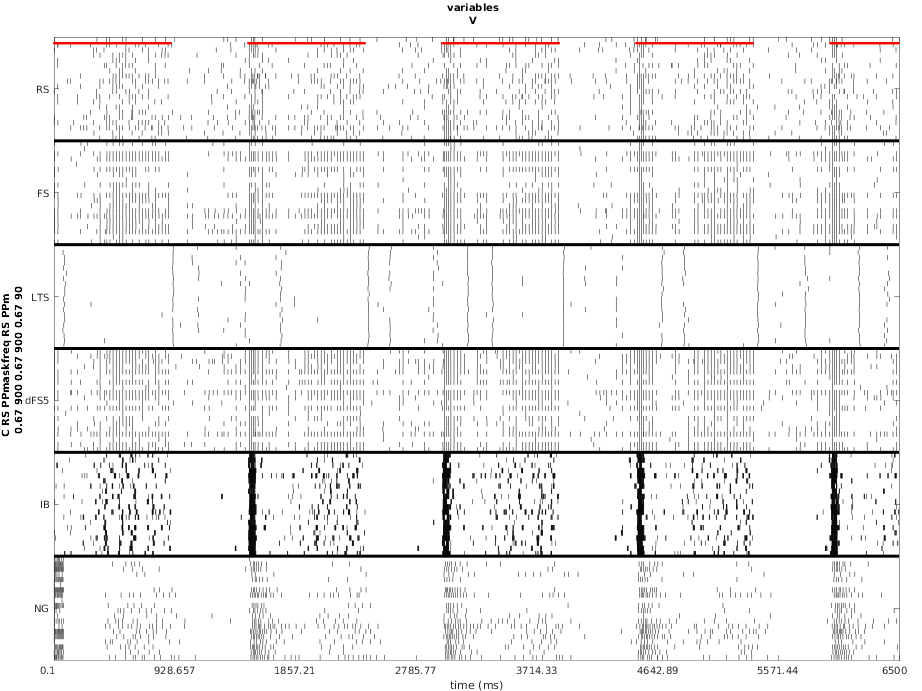 variables
V
C RS PPmaskfreq RS PPm
0.67 900 0.67 900 0.67 90
RS
FS
LTS
dFS5
IB
NG
0.1 928.657 1857.21 2785.77 3714.33 4642.89 5571.44 6500
time (ms)